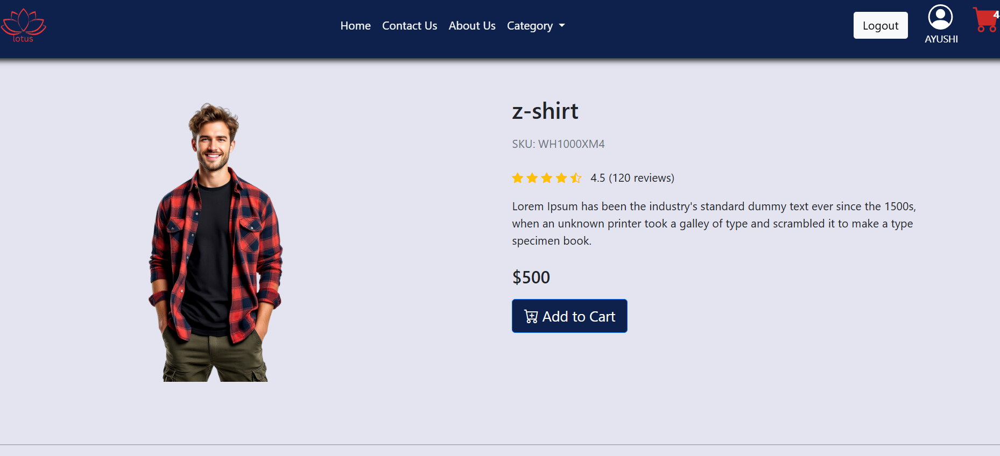 lotus
Home Contact Us About Us Category
Logout
AYUSHI
4
z-shirt
SKU: WH1000XM4
4.5 (120 reviews)
Lorem Ipsum has been the industry's standard dummy text ever since the 1500s,
when an unknown printer took a galley of type and scrambled it to make a type
specimen book.
$500
Add to Cart